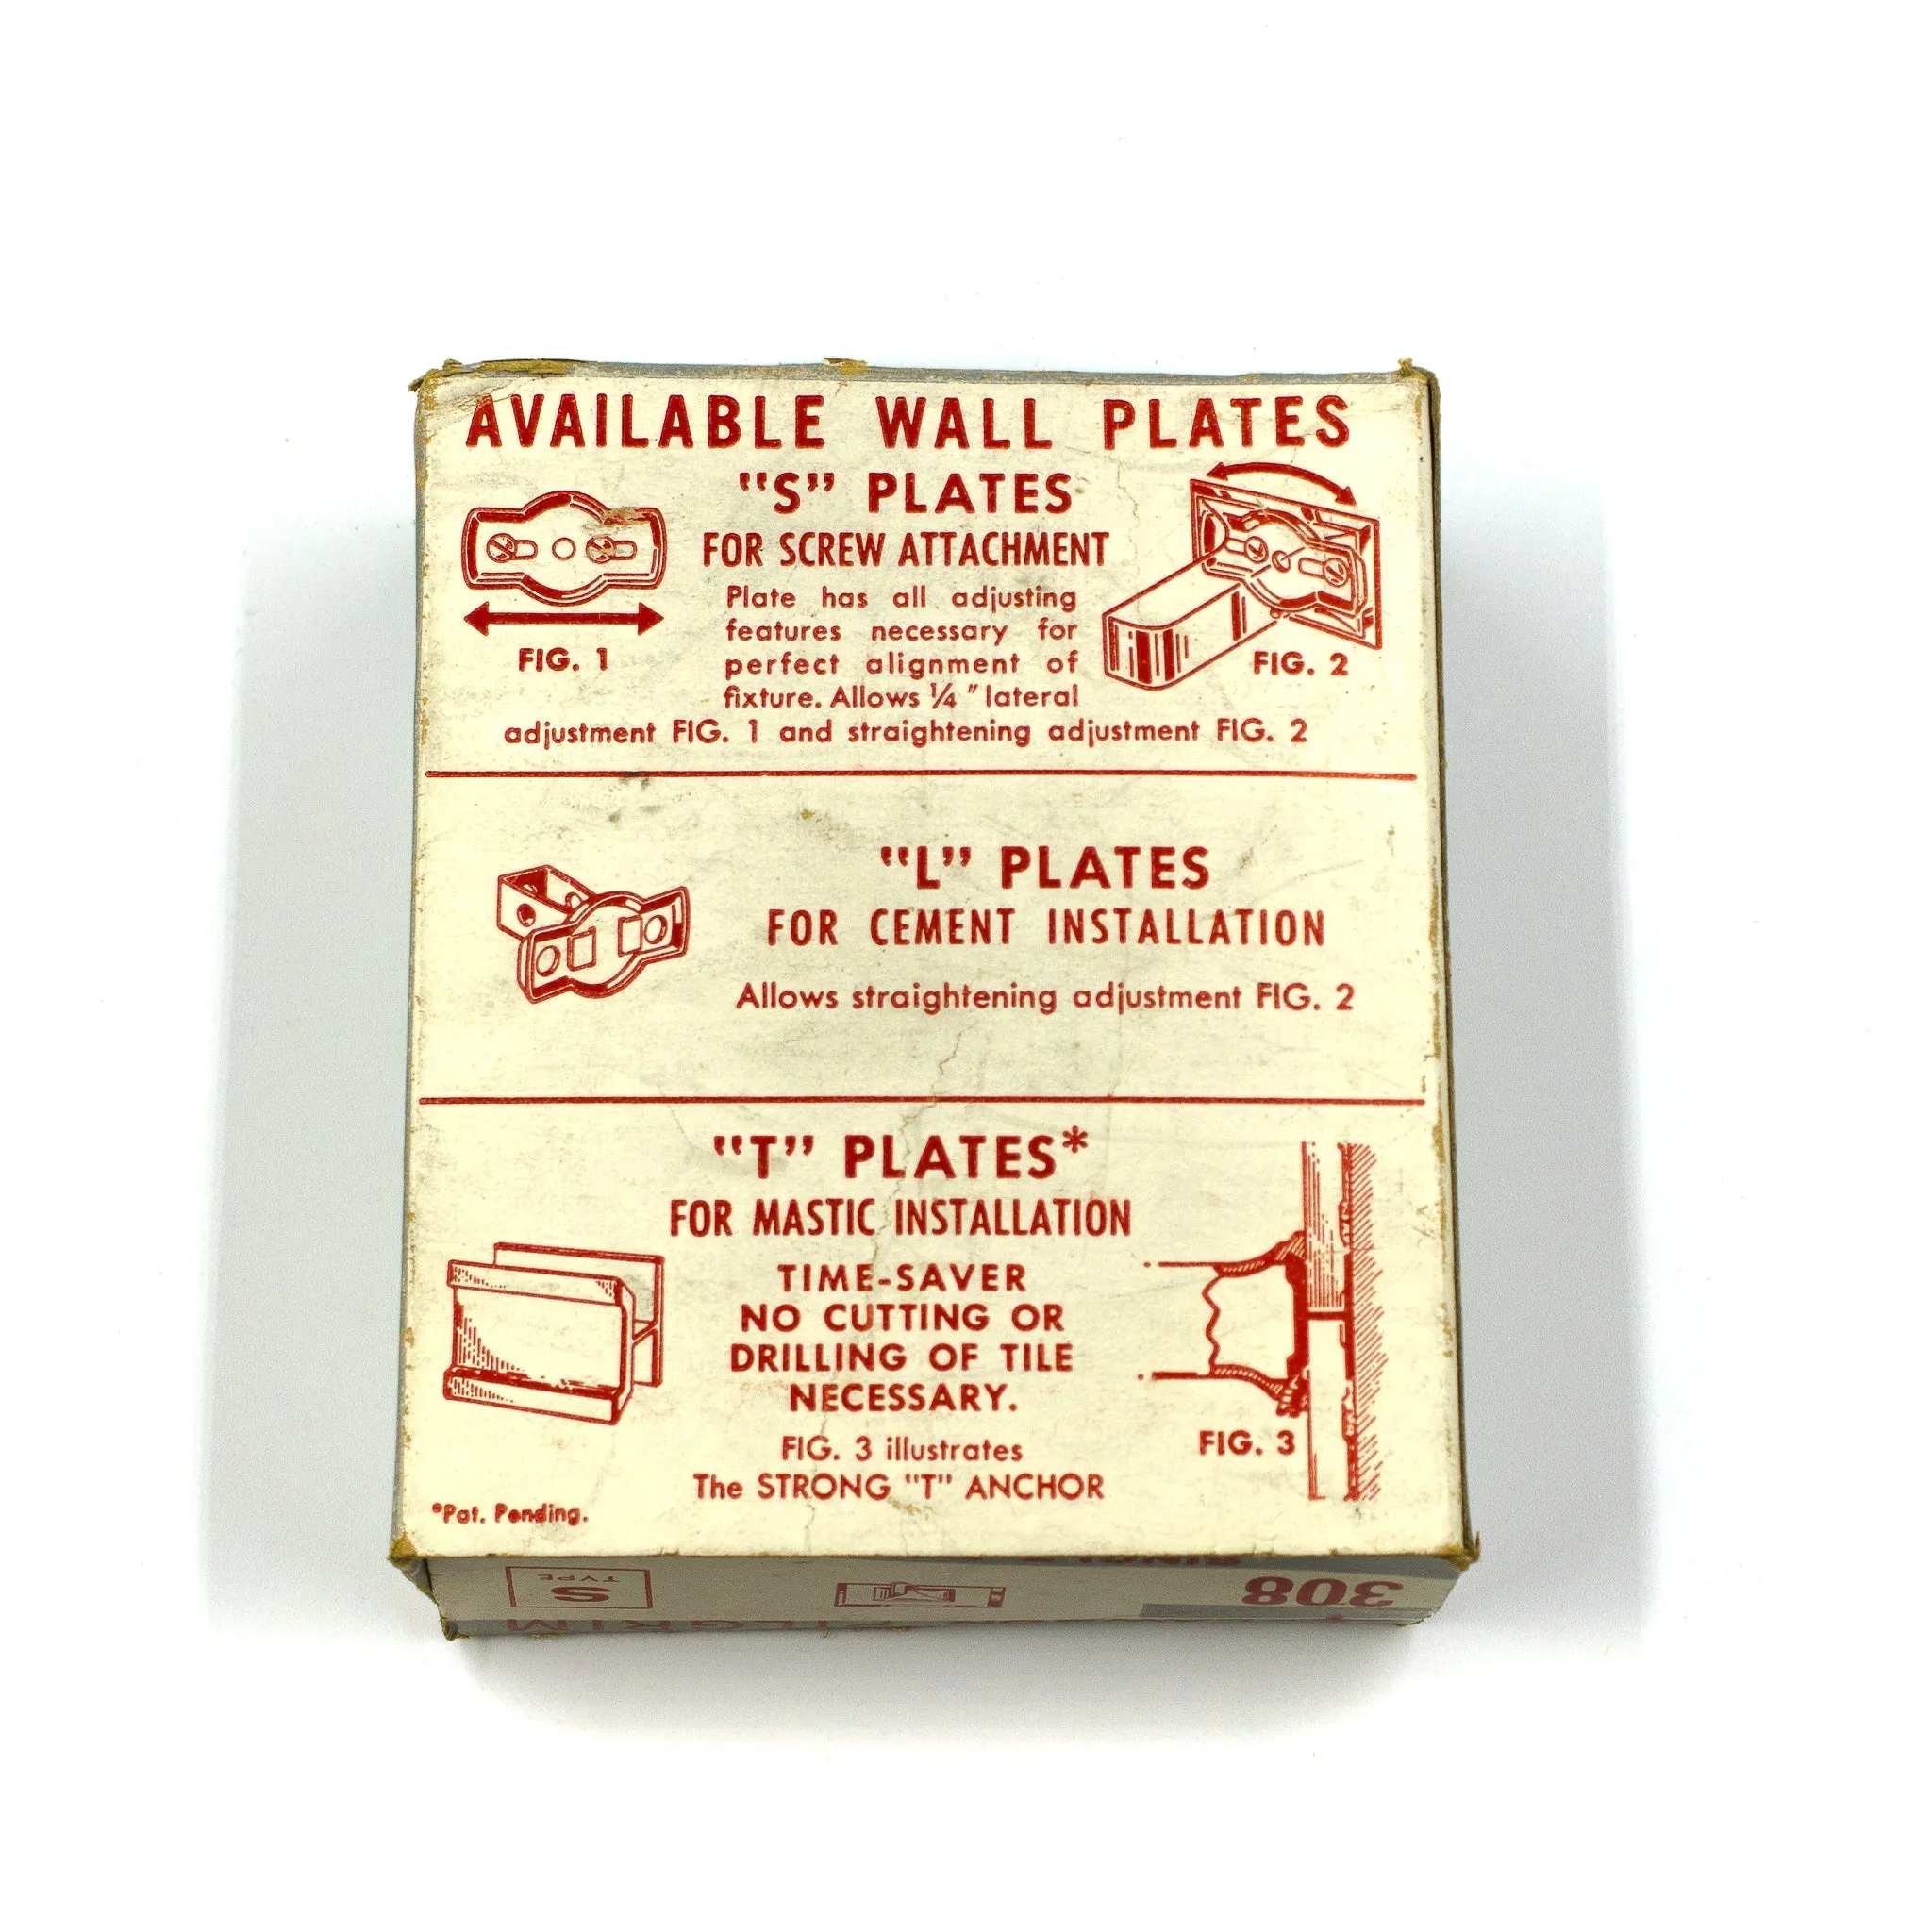 AVAILABLE WALL PLATES
"S" PLATES
FOR SCREW ATTACHMENT
Plate has all adjusting
features necessary for
perfect alignment of
fixture. Allows ¼" lateral
adjustment FIG. 1 and straightening adjustment FIG. 2
FIG. 1
FIG. 2
"L" PLATES
FOR CEMENT INSTALLATION
Allows straightening adjustment FIG. 2
"T" PLATES*
FOR MASTIC INSTALLATION
TIME-SAVER
NO CUTTING OR
DRILLING OF TILE
NECESSARY.
FIG. 3 illustrates
The STRONG "T" ANCHOR
FIG. 3
*Pat. Pending.
308
TYPE
S